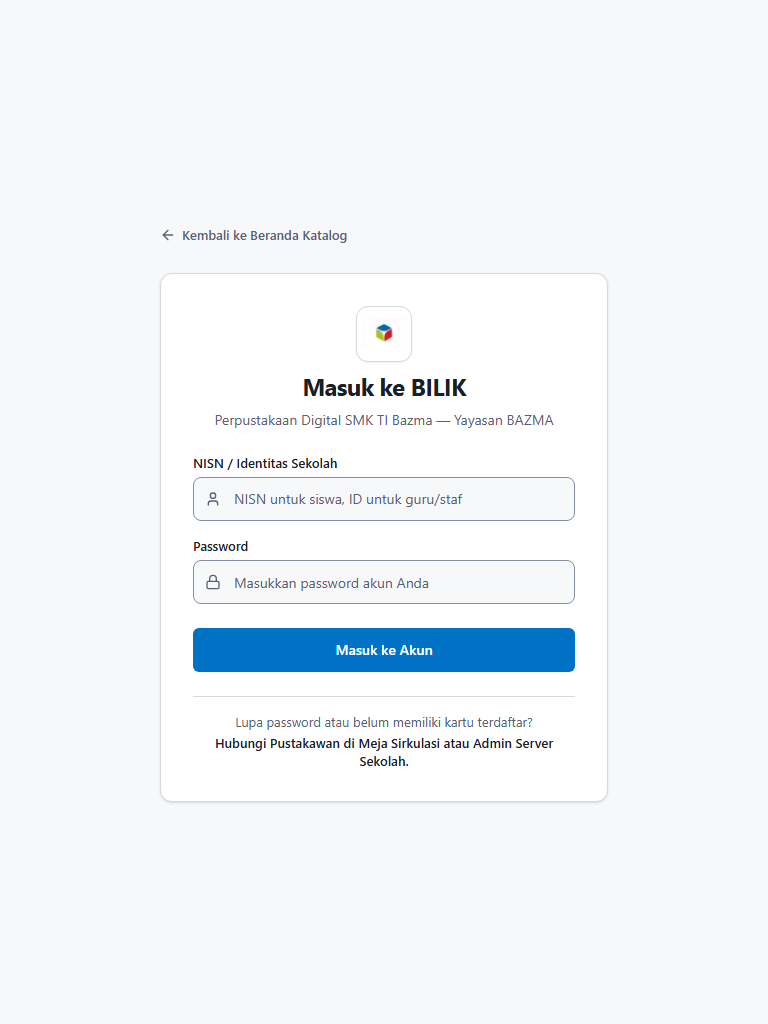 Kembali ke Beranda Katalog
Masuk ke BILIK
Perpustakaan Digital SMK TI Bazma — Yayasan BAZMA
NISN / Identitas Sekolah
NISN untuk siswa, ID untuk guru/staf
Password
Masukkan password akun Anda
Masuk ke Akun
Lupa password atau belum memiliki kartu terdaftar?
Hubungi Pustakawan di Meja Sirkulasi atau Admin Server
Sekolah.